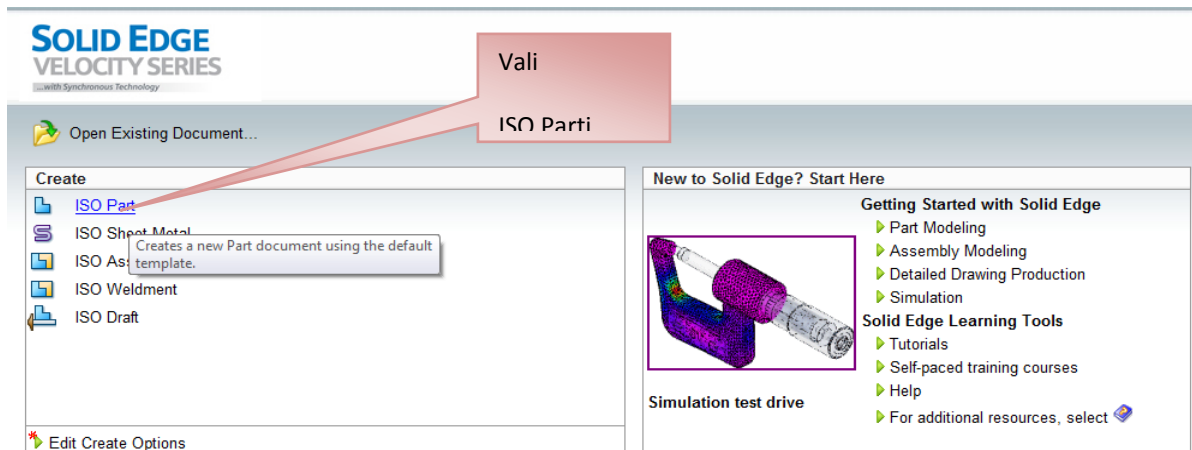 SOLID EDGE
VELOCITY SERIES
...with Synchronous Technology
Vali
ISO Parti
Open Existing Document...
Create
ISO Part
ISO Sheet Metal
Creates a new Part document using the default
template.
ISO Ass
ISO Weldment
ISO Draft
Edit Create Options
New to Solid Edge? Start Here
Getting Started with Solid Edge
Part Modeling
Assembly Modeling
Detailed Drawing Production
Simulation
Solid Edge Learning Tools
Tutorials
Self-paced training courses
Help
For additional resources, select
Simulation test drive